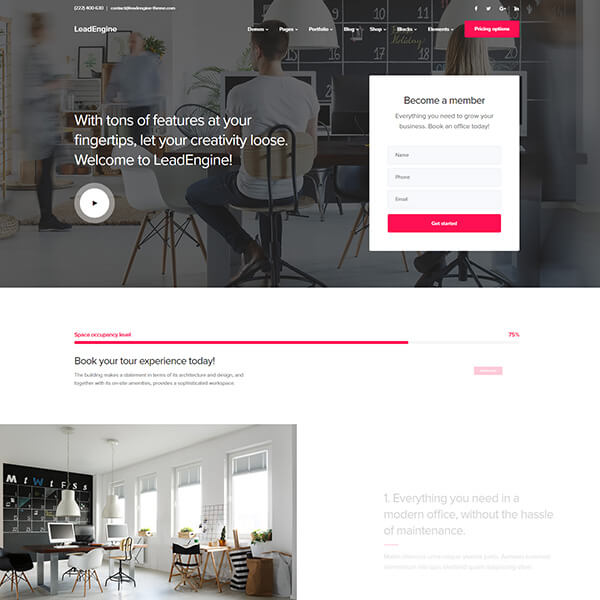 (222) 400-630 | contact@leadengine-theme.com
LeadEngine
Demos Pages Portfolio Blog Shop Blocks Elements Pricing options
Holiday!
With tons of features at your
fingertips, let your creativity loose.
Welcome to LeadEngine!
Become a member
Everything you need to grow your
business. Book an office today!
Name
Phone
Email
Get started
Space occupancy level 75%
Book your tour experience today!
The building makes a statement in terms of its architecture and design, and
together with its on-site amenities, provides a sophisticated workspace.
M T W T F S S
1. Everything you need in a
modern office, without the hassle
of maintenance.